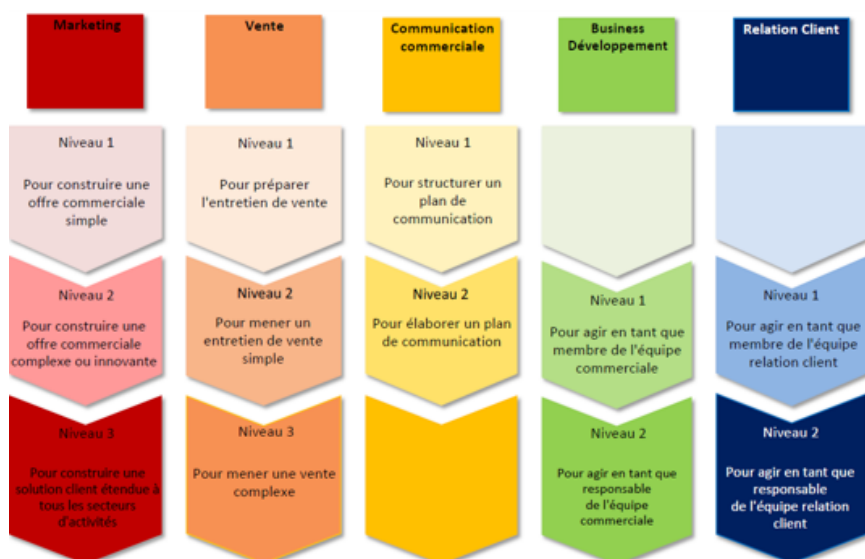 Marketing
Vente
Communication
commerciale
Business
Développement
Relation Client
Niveau 1
Pour construire une
offre commerciale
simple
Niveau 1
Pour préparer
l'entretien de vente
Niveau 1
Pour structurer un
plan de
communication
Niveau 2
Pour construire une
offre commerciale
complexe ou innovante
Niveau 2
Pour mener un
entretien de vente
simple
Niveau 2
Pour élaborer un plan
de communication
Niveau 1
Pour agir en tant que
membre de l'équipe
commerciale
Niveau 1
Pour agir en tant que
membre de l'équipe
relation client
Niveau 3
Pour construire une
solution client étendue à
tous les secteurs
d'activités
Niveau 3
Pour mener une vente
complexe
Niveau 2
Pour agir en tant que
responsable
de l'équipe
commerciale
Niveau 2
Pour agir en tant que
responsable
de l'équipe relation
client